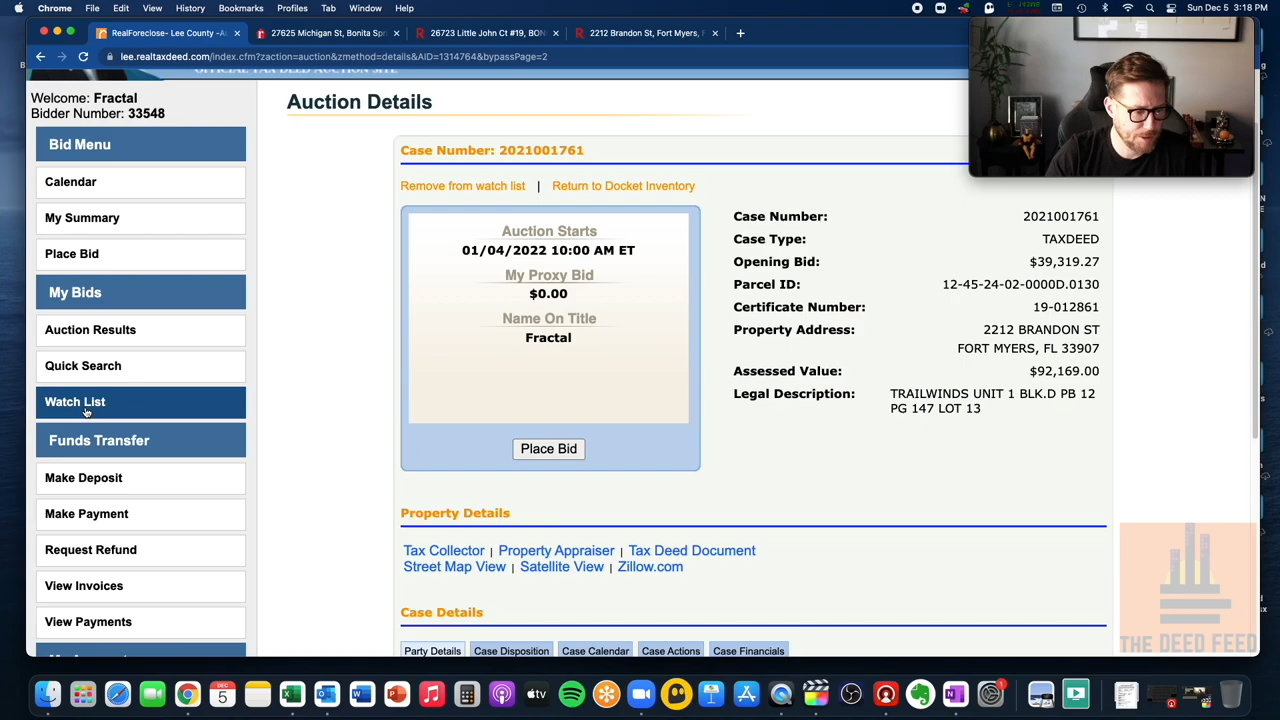 Chrome File Edit View History Bookmarks Profiles Tab Window Help Sun Dec 5 3:18 PM
RealForeclose- Lee County -A 27625 Michigan St, Bonita Spr 26723 Little John Ct #19, BON 2212 Brandon St, Fort Myers, F
lee.realtaxdeed.com/index.cfm?zaction=auction&zmethod=details&AID=1314764&bypassPage=2
OFFICIAL TAX DEED AUCTION SITE
Welcome: Fractal
Bidder Number: 33548
Bid Menu
Calendar
My Summary
Place Bid
My Bids
Auction Results
Quick Search
Watch List
Funds Transfer
Make Deposit
Make Payment
Request Refund
View Invoices
View Payments
Auction Details
Case Number: 2021001761
Remove from watch list | Return to Docket Inventory
Auction Starts
01/04/2022 10:00 AM ET
My Proxy Bid
$0.00
Name On Title
Fractal
Place Bid
Case Number: 2021001761
Case Type: TAXDEED
Opening Bid: $39,319.27
Parcel ID: 12-45-24-02-0000D.0130
Certificate Number: 19-012861
Property Address: 2212 BRANDON ST
FORT MYERS, FL 33907
Assessed Value: $92,169.00
Legal Description: TRAILWINDS UNIT 1 BLK.D PB 12
PG 147 LOT 13
Property Details
Tax Collector | Property Appraiser | Tax Deed Document
Street Map View | Satellite View | Zillow.com
Case Details
Party Details Case Disposition Case Calendar Case Actions Case Financials
THE DEED FEED
DEC
5
tv
1